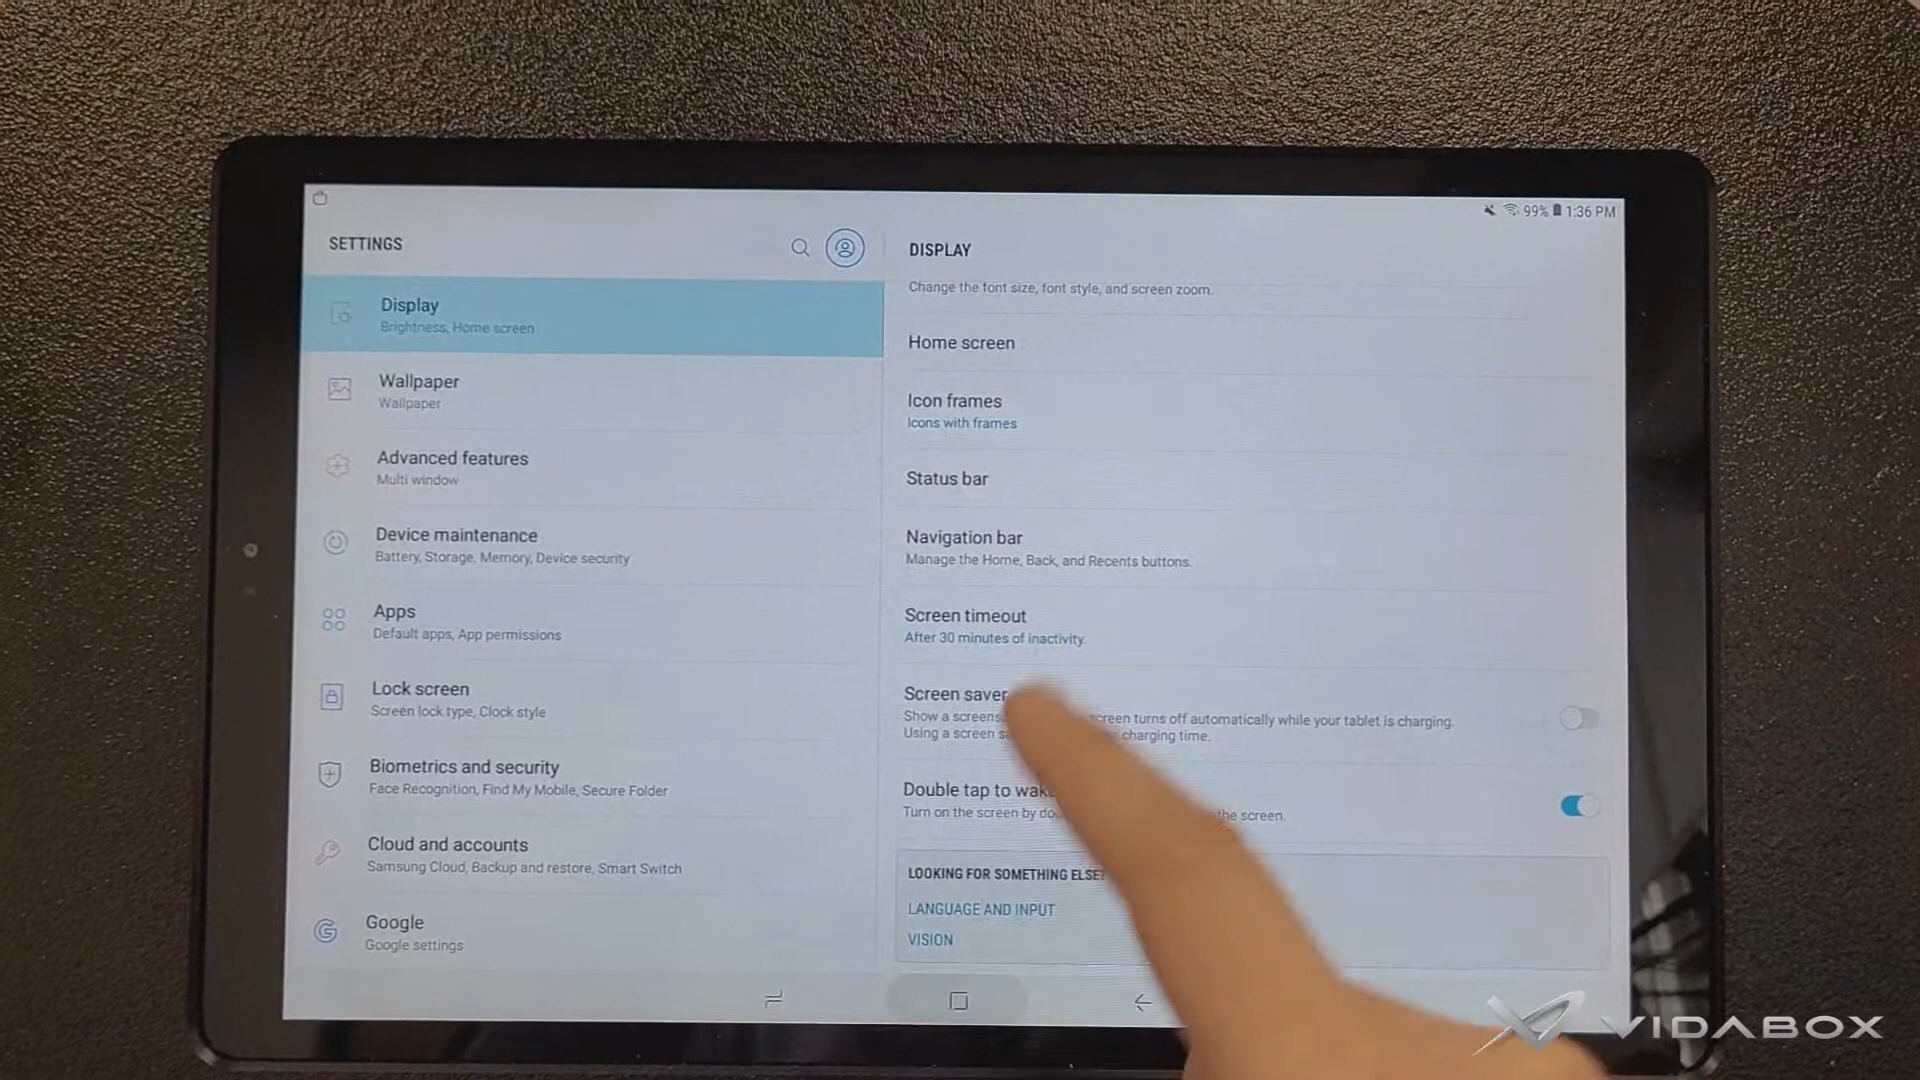 99% 1:36 PM
SETTINGS
Display
Brightness, Home screen
Wallpaper
Wallpaper
Advanced features
Multi window
Device maintenance
Battery, Storage, Memory, Device security
Apps
Default apps, App permissions
Lock screen
Screen lock type, Clock style
Biometrics and security
Face Recognition, Find My Mobile, Secure Folder
Cloud and accounts
Samsung Cloud, Backup and restore, Smart Switch
Google
Google settings
DISPLAY
Change the font size, font style, and screen zoom.
Home screen
Icon frames
Icons with frames
Status bar
Navigation bar
Manage the Home, Back, and Recents buttons.
Screen timeout
After 30 minutes of inactivity.
Screen saver
Show a turns off automatically while your tablet is charging.
Using a screen charging time.
Double tap to
Turn on the screen by the screen.
LOOKING FOR SOMETHING ELSE?
LANGUAGE AND INPUT
VISION
VIDABOX